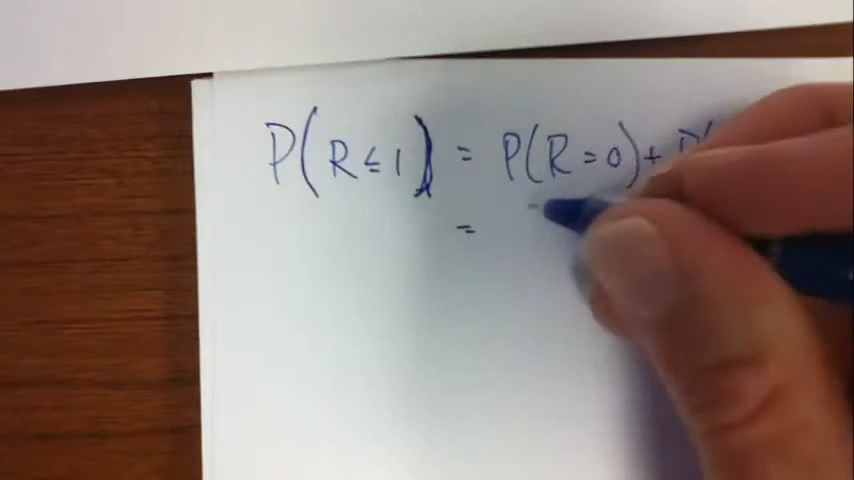 P(R≤1) = P(R=0)+ P(
=